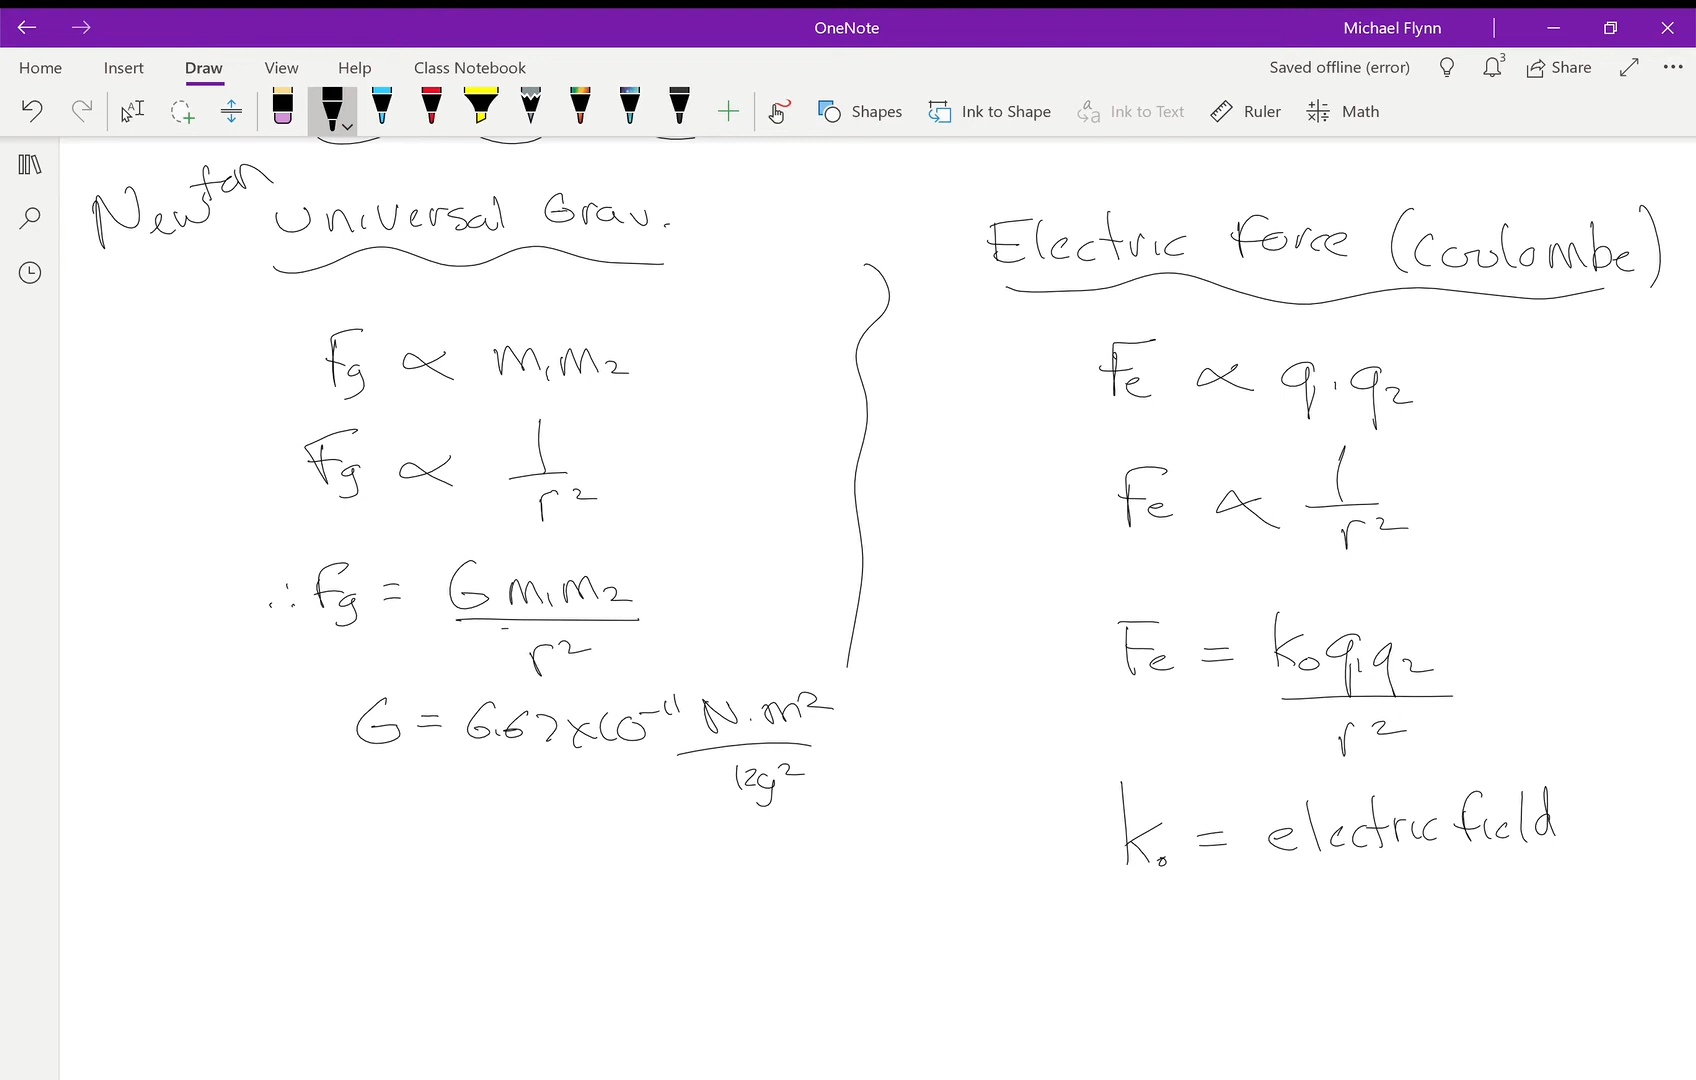 OneNote
Michael Flynn
Home Insert Draw View Help Class Notebook
Saved offline (error) 3 Share
Shapes Ink to Shape Ink to Text Ruler Math
Newton Universal Grav.
Fg ∝ m₁m₂
Fg ∝ 1/r²
∴ Fg = G m₁m₂/r²
G = 6.67×10⁻¹¹ N·m²/kg²
Electric Force (Coulombe)
Fe ∝ q₁·q₂
Fe ∝ 1/r²
Fe = k₀q₁q₂/r²
k₀ = electric field